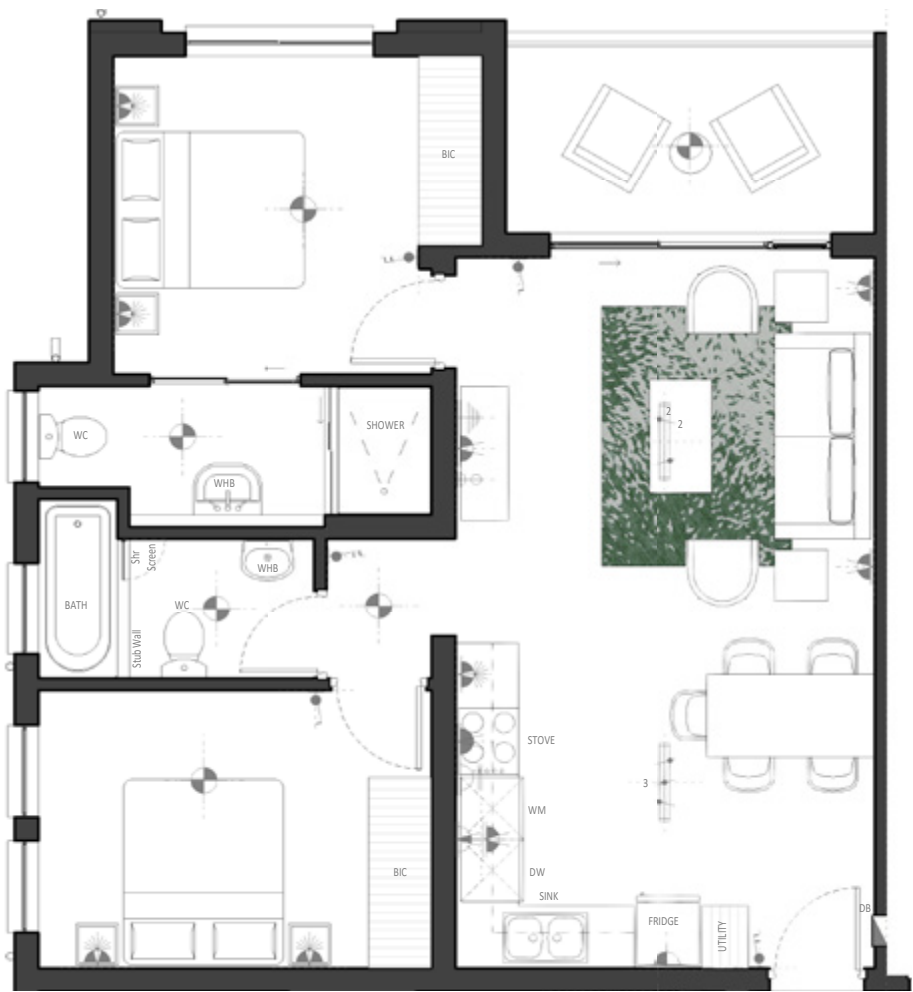 BIC
WC
SHOWER
WHB
2
2
Shr
Screen
WHB
BATH
WC
Stub Wall
STOVE
3
WM
DW
BIC
SINK
FRIDGE
UTILITY
DB